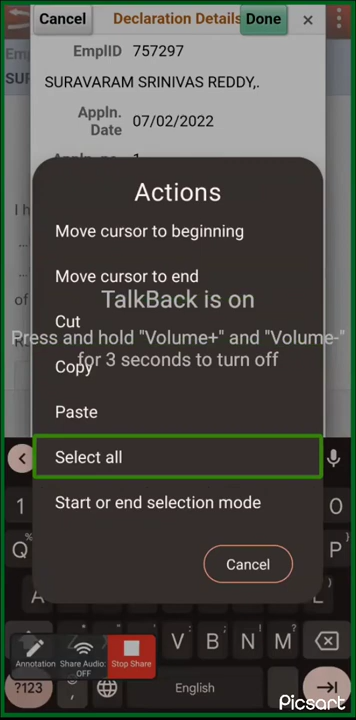 Cancel
Declaration Details
Done
×
EmplID 757297
SURAVARAM SRINIVAS REDDY,.
Appln. Date 07/02/2022
Actions
Move cursor to beginning
Move cursor to end
TalkBack is on
Cut
Press and hold "Volume+" and "Volume-"
for 3 seconds to turn off
Copy
Paste
Select all
Start or end selection mode
Cancel
1
0
Q
%
P
}
A
L
V
B
N
M
Annotation
Share Audio: OFF
Stop Share
?123
,
English
Picsart